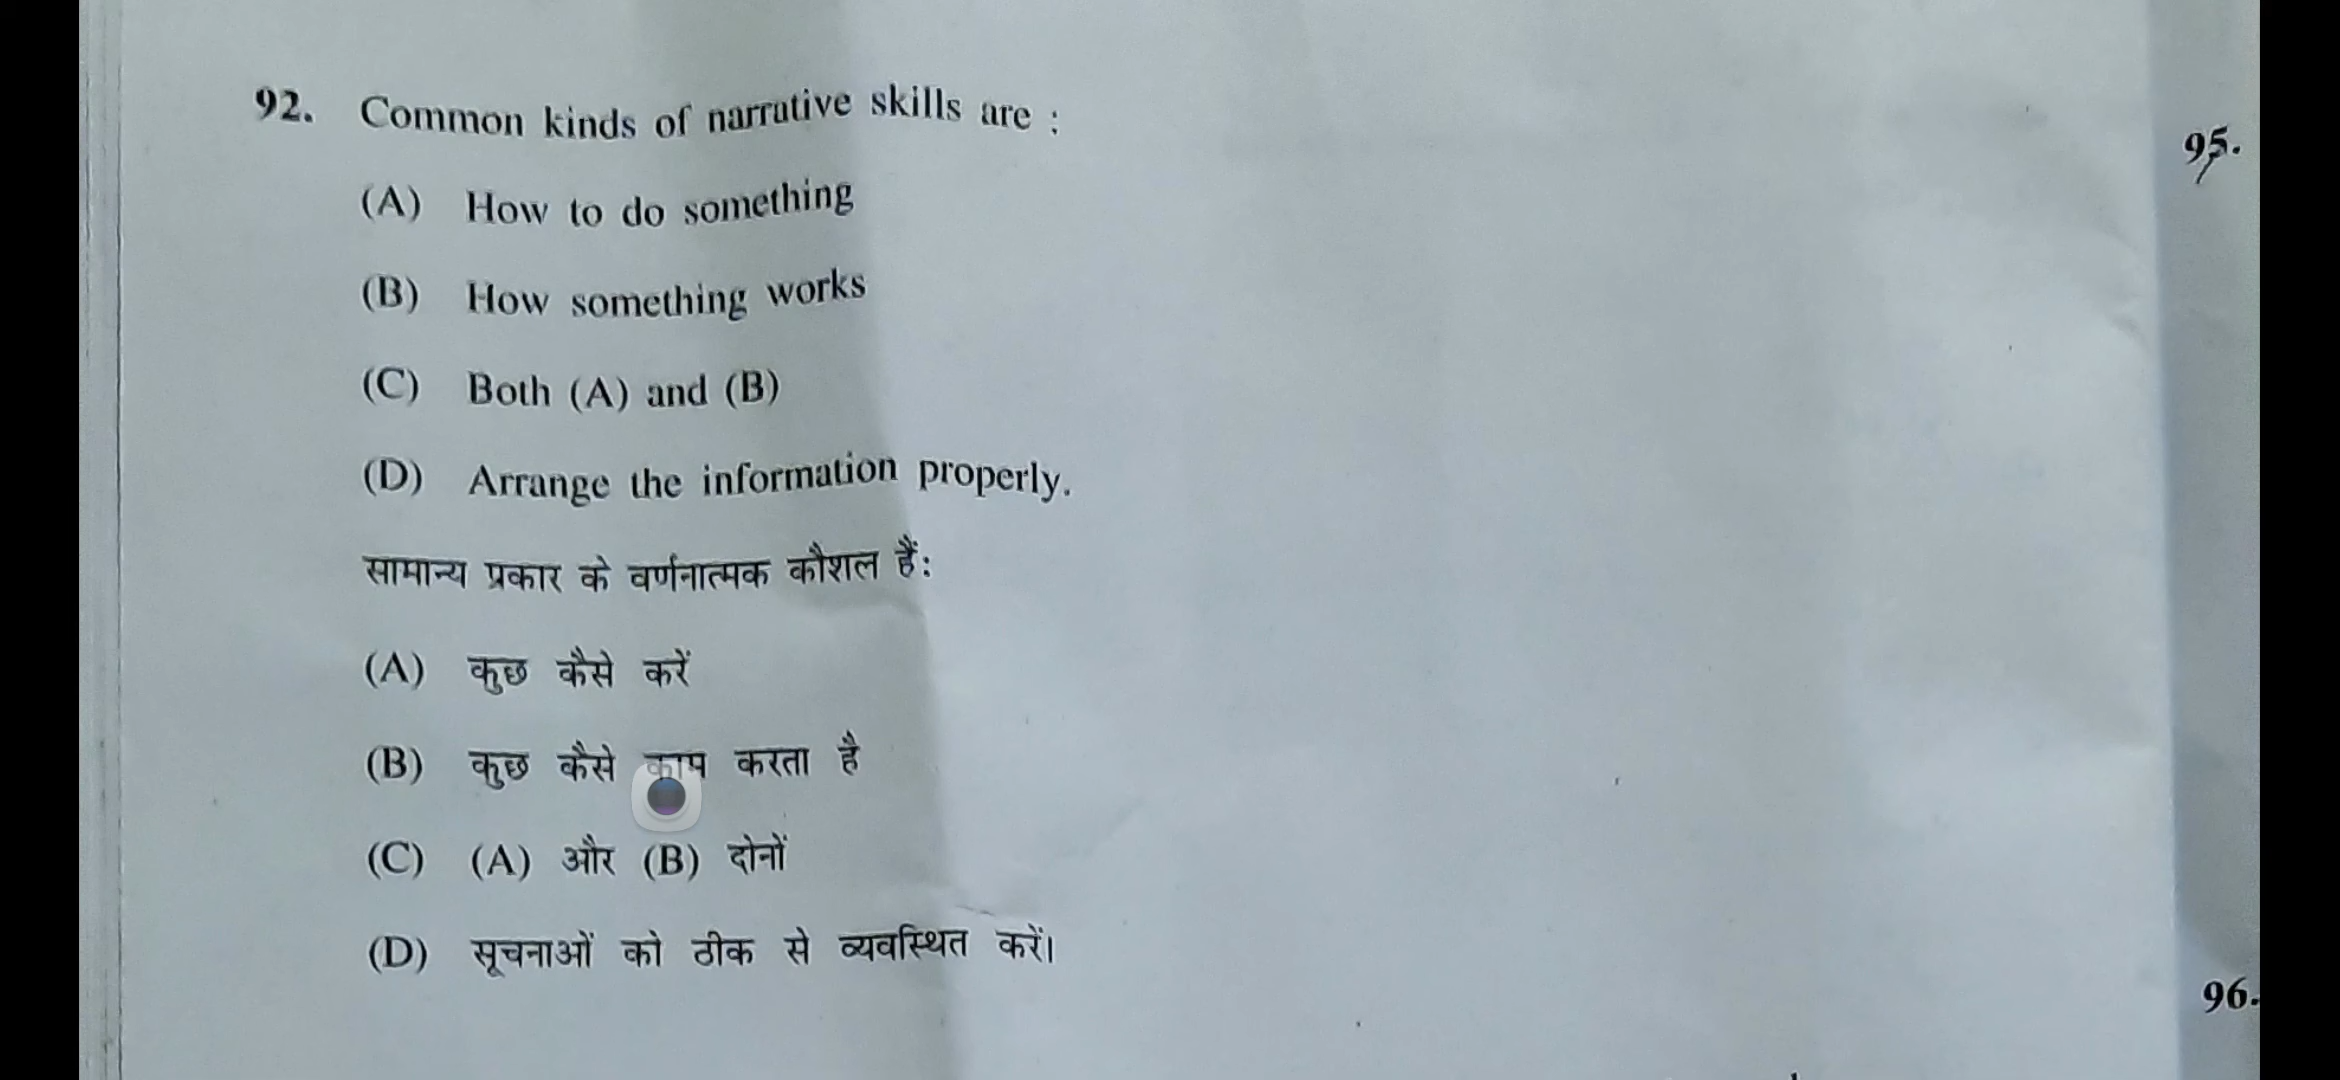 92. Common kinds of narrative skills are :
(A) How to do something
(B) How something works
(C) Both (A) and (B)
(D) Arrange the information properly.
सामान्य प्रकार के वर्णनात्मक कौशल हैं:
(A) कुछ कैसे करें
(B) कुछ कैसे काम करता है
(C) (A) और (B) दोनों
(D) सूचनाओं को ठीक से व्यवस्थित करें।
95.
96.